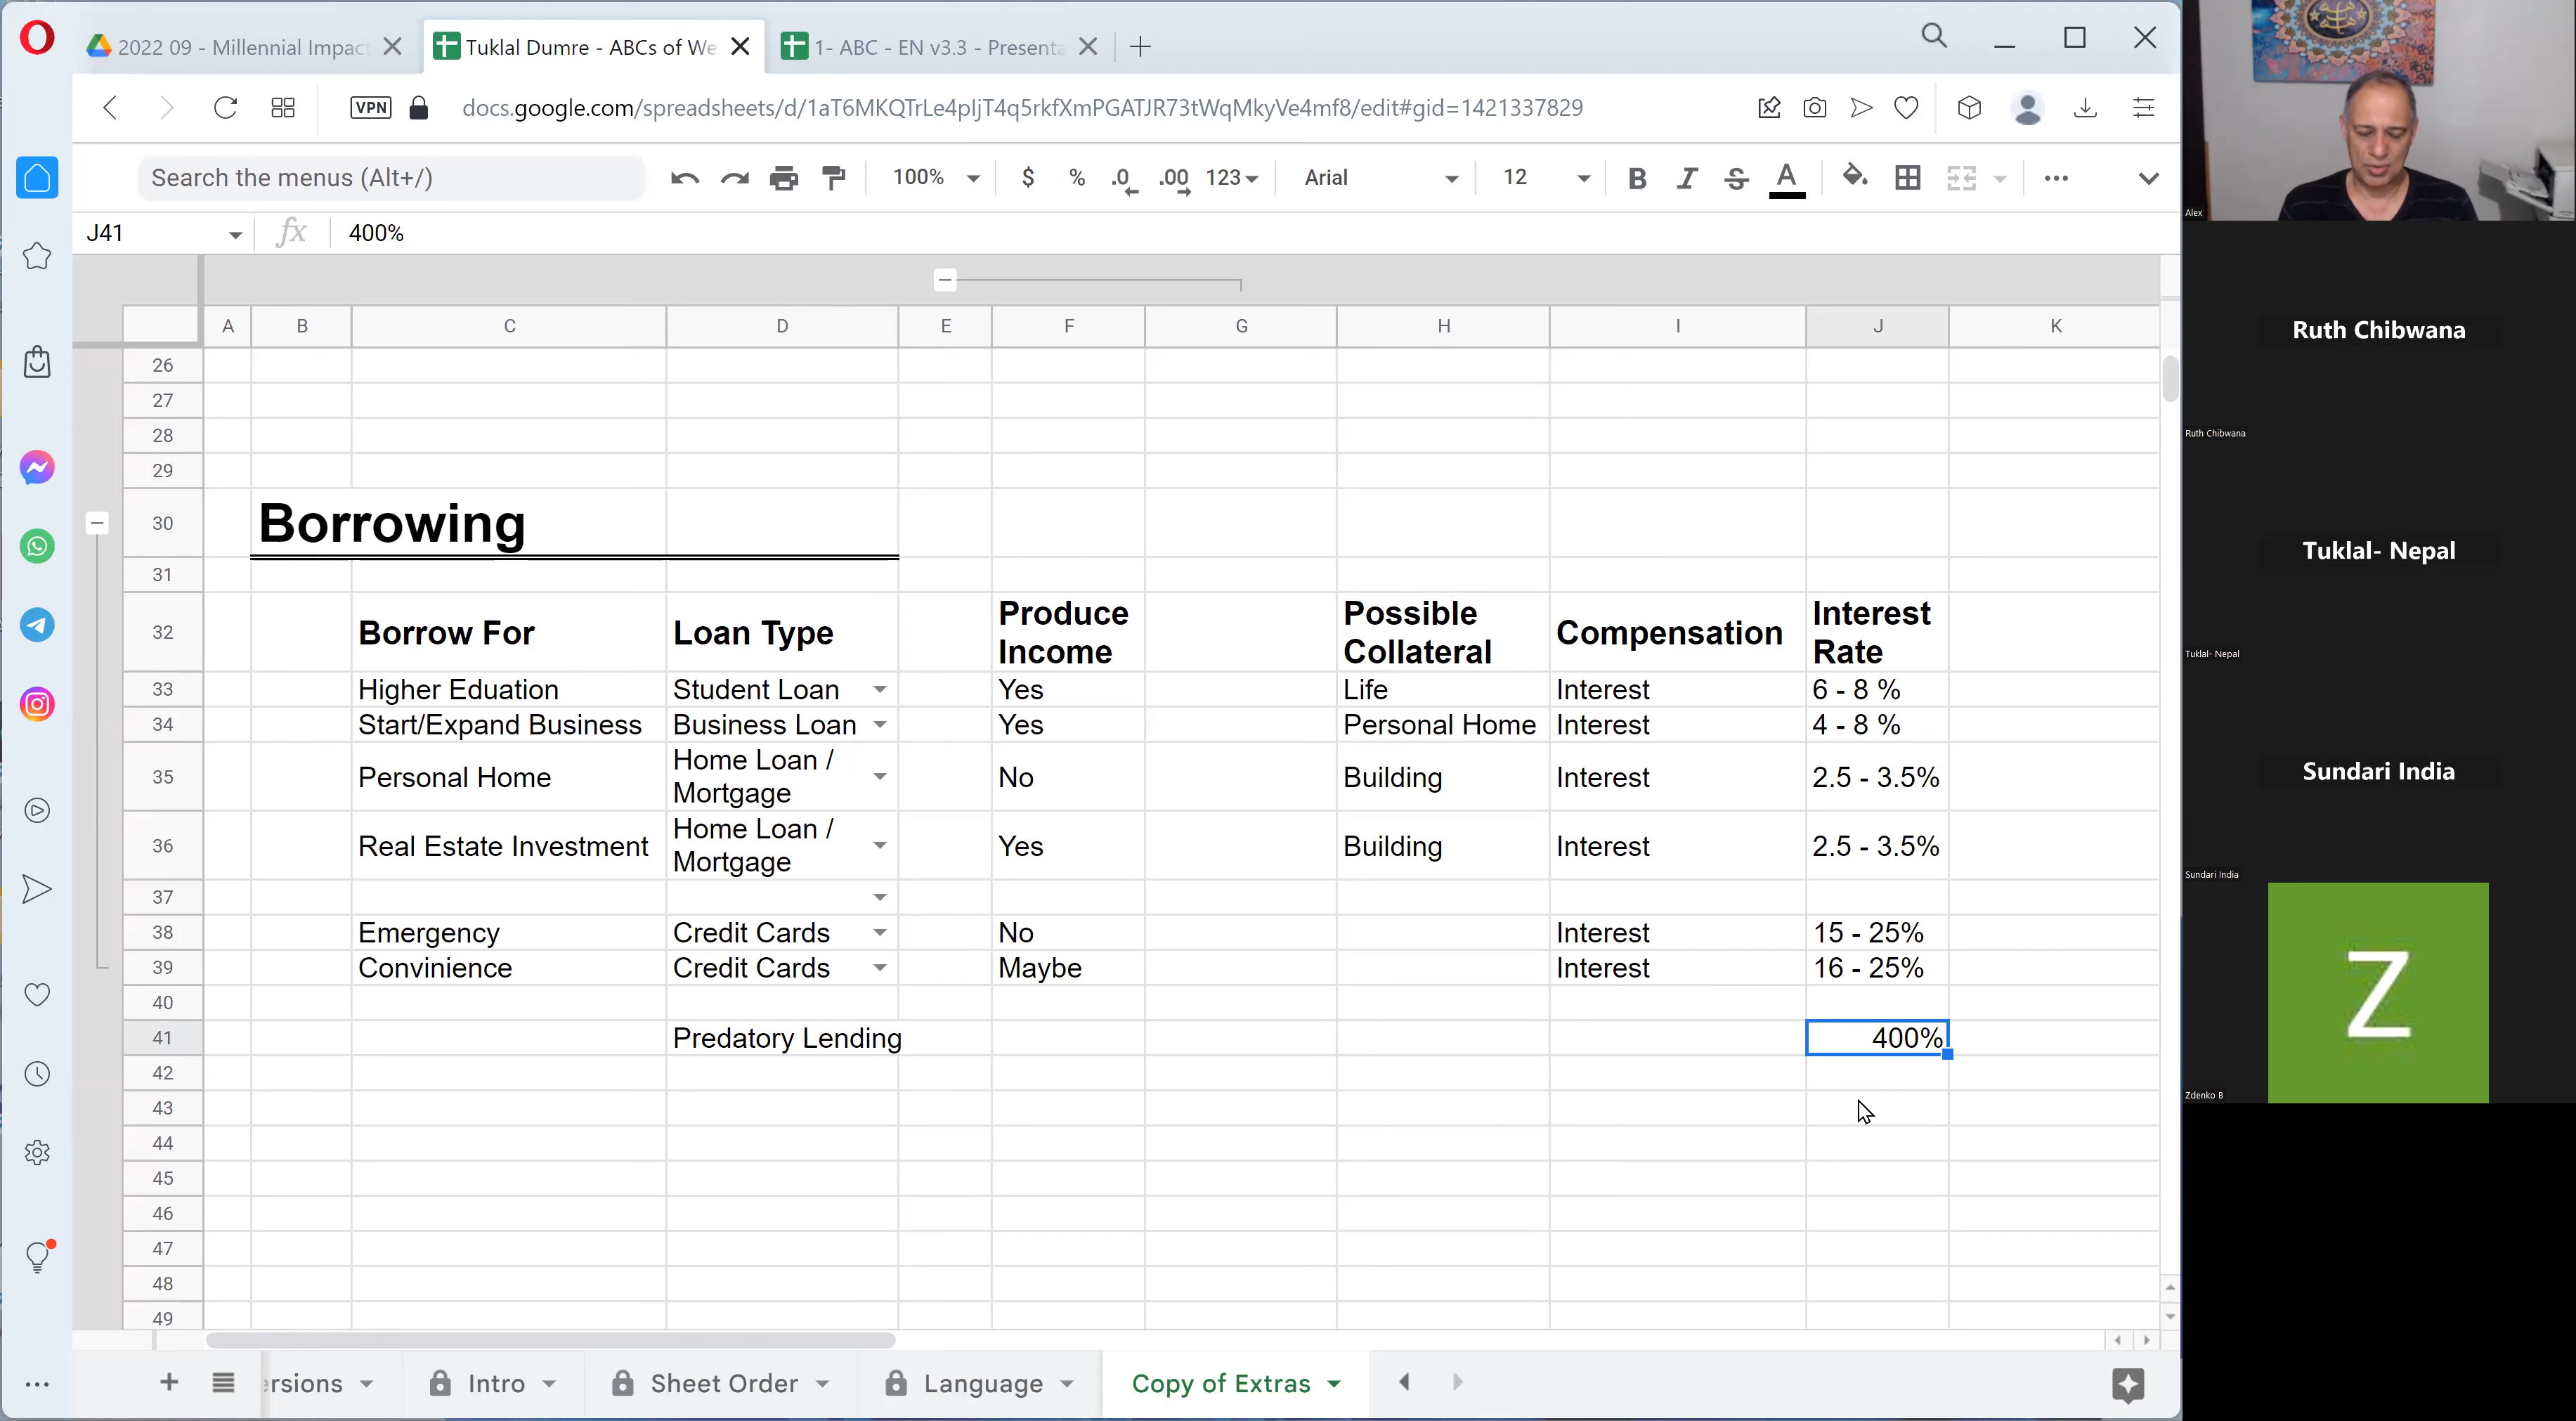 2022 09 - Millennial Impact
Tuklal Dumre - ABCs of We
1- ABC - EN v3.3 - Presenta
VPN
docs.google.com/spreadsheets/d/1aT6MKQTrLe4pIjT4q5rkfXmPGATJR73tWqMkyVe4mf8/edit#gid=1421337829
Search the menus (Alt+/)
100%
$ % .0 .00 123
Arial
12
B I S A
J41
fx
400%
A B C D E F G H I J K
26
27
28
29
30 Borrowing
31
32 Borrow For Loan Type Produce Income Possible Collateral Compensation Interest Rate
33 Higher Eduation Student Loan Yes Life Interest 6 - 8 %
34 Start/Expand Business Business Loan Yes Personal Home Interest 4 - 8 %
35 Personal Home Home Loan / Mortgage No Building Interest 2.5 - 3.5%
36 Real Estate Investment Home Loan / Mortgage Yes Building Interest 2.5 - 3.5%
37
38 Emergency Credit Cards No Interest 15 - 25%
39 Convinience Credit Cards Maybe Interest 16 - 25%
40
41 Predatory Lending 400%
42
43
44
45
46
47
48
49
ersions
Intro
Sheet Order
Language
Copy of Extras
Alex
Ruth Chibwana
Ruth Chibwana
Tuklal- Nepal
Tuklal- Nepal
Sundari India
Sundari India
Z
Zdenko B